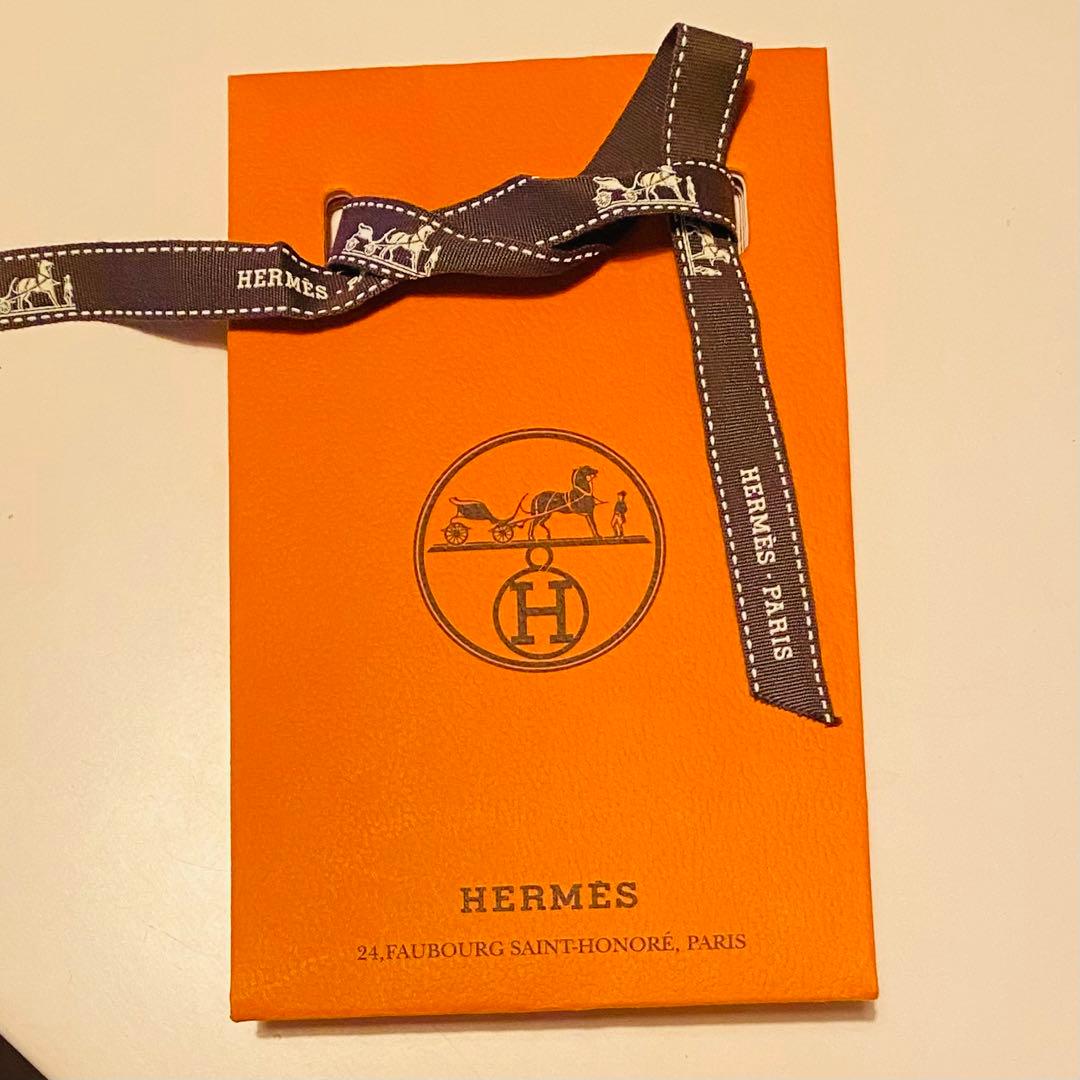 HERMÈS
HERMÈS · PARIS
H
HERMÈS
24, FAUBOURG SAINT-HONORÉ, PARIS